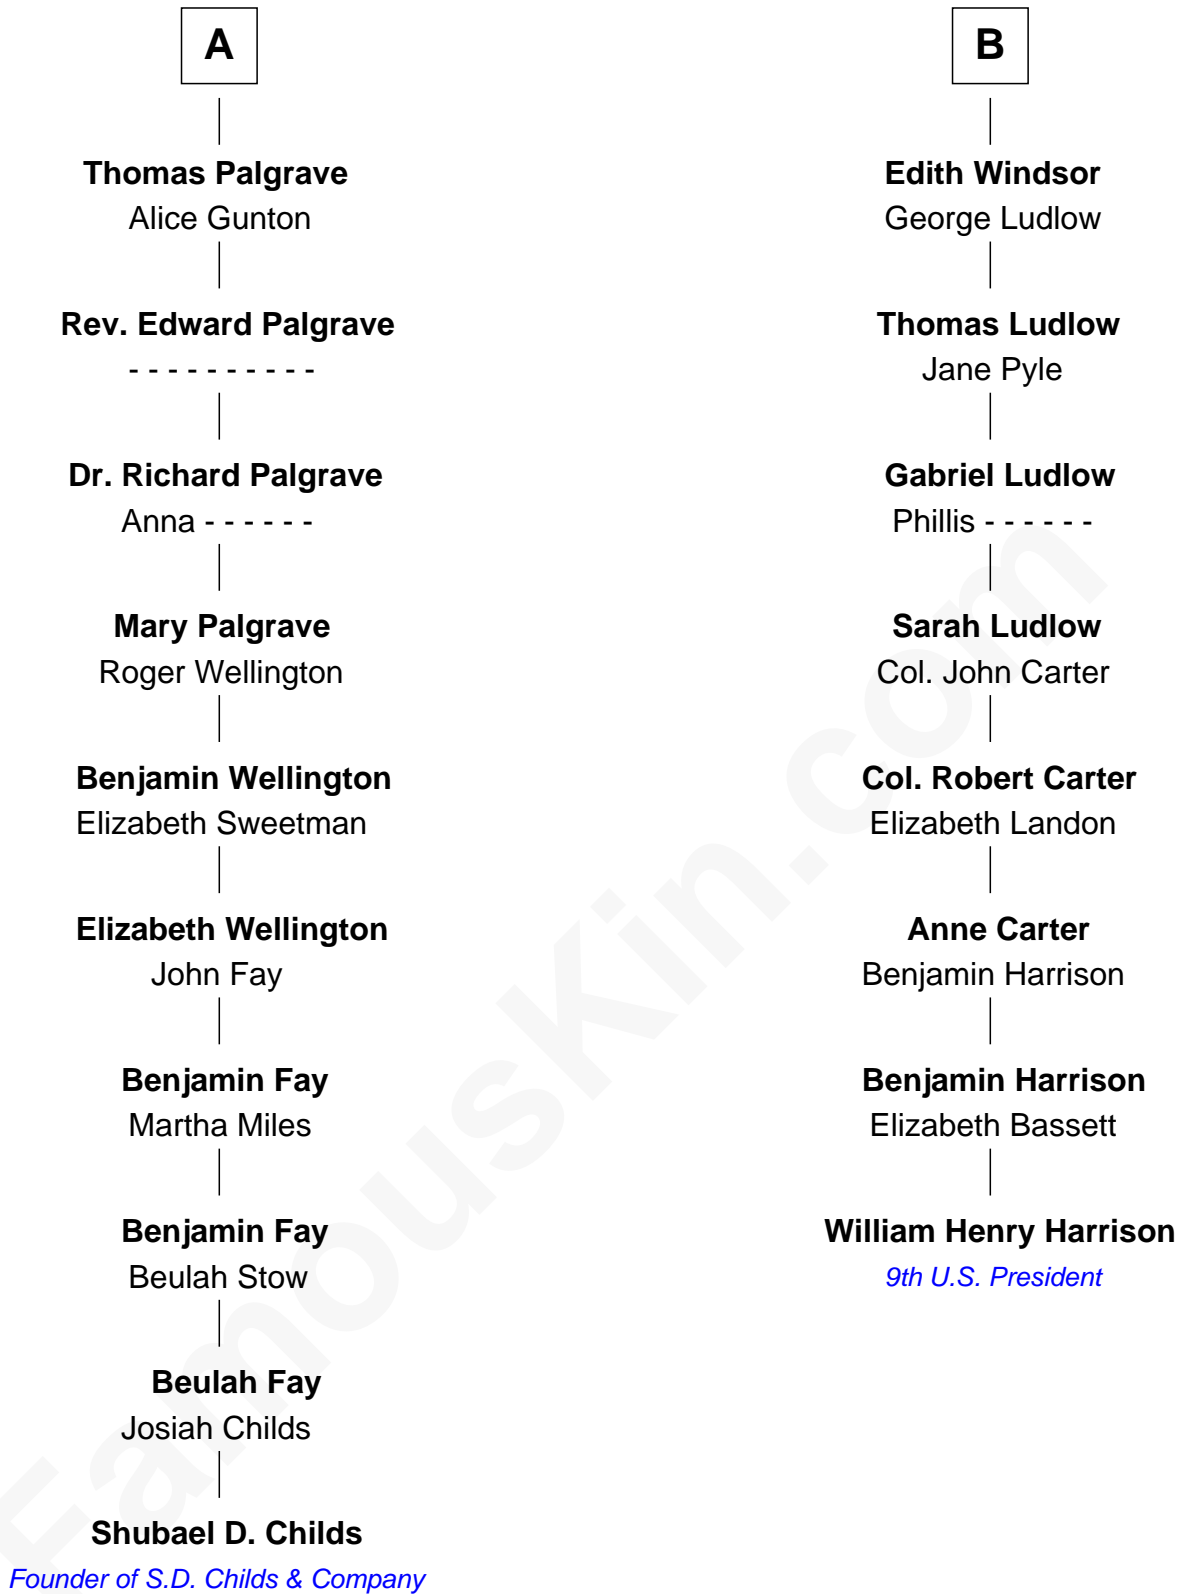 A
Thomas Palgrave
Alice Gunton
Rev. Edward Palgrave
- - - - - - - - - -
Dr. Richard Palgrave
Anna - - - - - -
Mary Palgrave
Roger Wellington
Benjamin Wellington
Elizabeth Sweetman
Elizabeth Wellington
John Fay
Benjamin Fay
Martha Miles
Benjamin Fay
Beulah Stow
Beulah Fay
Josiah Childs
Shubael D. Childs
Founder of S.D. Childs & Company
B
Edith Windsor
George Ludlow
Thomas Ludlow
Jane Pyle
Gabriel Ludlow
Phillis - - - - - -
Sarah Ludlow
Col. John Carter
Col. Robert Carter
Elizabeth Landon
Anne Carter
Benjamin Harrison
Benjamin Harrison
Elizabeth Bassett
William Henry Harrison
9th U.S. President
FamousKin.com